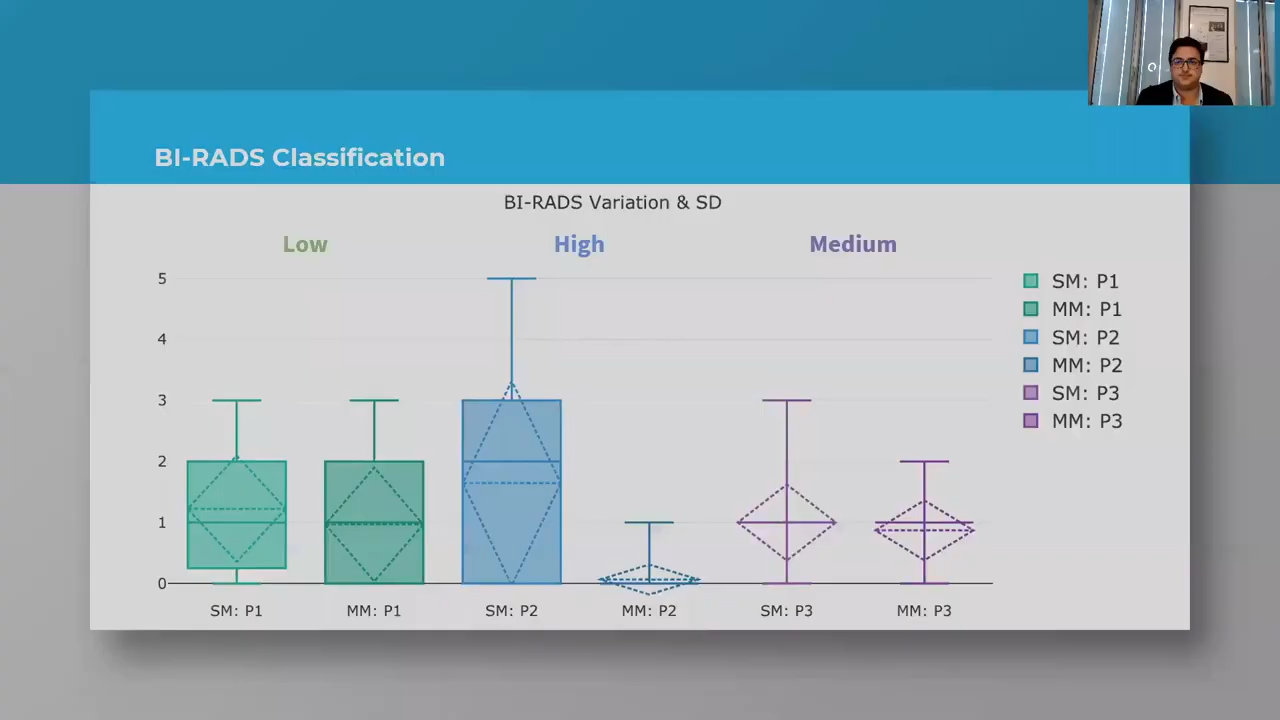 BI-RADS Classification
BI-RADS Variation & SD
Low High Medium
5
4
3
2
1
0
SM: P1 MM: P1 SM: P2 MM: P2 SM: P3 MM: P3
SM: P1
MM: P1
SM: P2
MM: P2
SM: P3
MM: P3